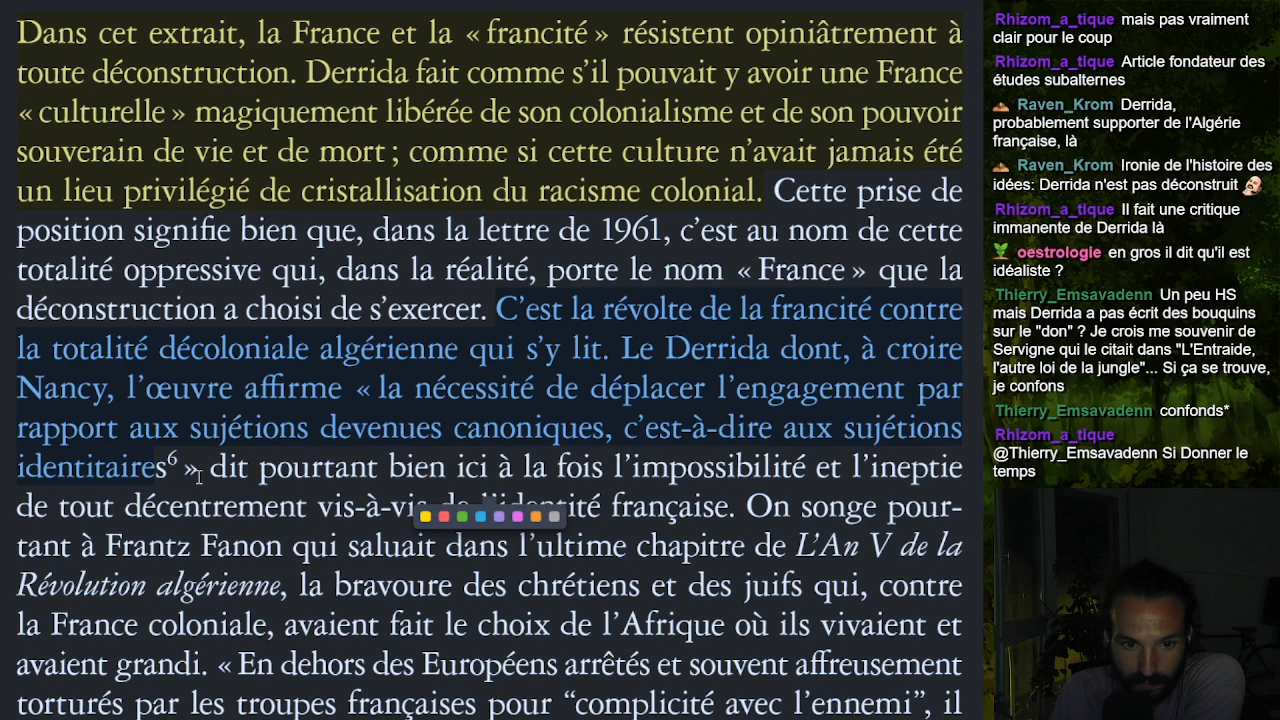 Dans cet extrait, la France et la « francité » résistent opiniâtrement à
toute déconstruction. Derrida fait comme s’il pouvait y avoir une France
« culturelle » magiquement libérée de son colonialisme et de son pouvoir
souverain de vie et de mort ; comme si cette culture n’avait jamais été
un lieu privilégié de cristallisation du racisme colonial. Cette prise de
position signifie bien que, dans la lettre de 1961, c’est au nom de cette
totalité oppressive qui, dans la réalité, porte le nom « France » que la
déconstruction a choisi de s’exercer. C’est la révolte de la francité contre
la totalité décoloniale algérienne qui s’y lit. Le Derrida dont, à croire
Nancy, l’œuvre affirme « la nécessité de déplacer l’engagement par
rapport aux sujétions devenues canoniques, c’est-à-dire aux sujétions
identitaires⁶ », dit pourtant bien ici à la fois l’impossibilité et l’ineptie
de tout décentrement vis-à-vis de l’identité française. On songe pour-
tant à Frantz Fanon qui saluait dans l’ultime chapitre de L’An V de la
Révolution algérienne, la bravoure des chrétiens et des juifs qui, contre
la France coloniale, avaient fait le choix de l’Afrique où ils vivaient et
avaient grandi. « En dehors des Européens arrêtés et souvent affreusement
torturés par les troupes françaises pour “complicité avec l’ennemi”, il
Rhizom_a_tique mais pas vraiment
clair pour le coup
Rhizom_a_tique Article fondateur des
études subalternes
Raven_Krom Derrida,
probablement supporter de l'Algérie
française, là
Raven_Krom Ironie de l'histoire des
idées: Derrida n'est pas déconstruit
Rhizom_a_tique Il fait une critique
immanente de Derrida là
oestrologie en gros il dit qu'il est
idéaliste ?
Thierry_Emsavadenn Un peu HS
mais Derrida a pas écrit des bouquins
sur le "don" ? Je crois me souvenir de
Servigne qui le citait dans "L'Entraide,
l'autre loi de la jungle"... Si ça se trouve,
je confons
Thierry_Emsavadenn confonds*
Rhizom_a_tique
@Thierry_Emsavadenn Si Donner le
temps